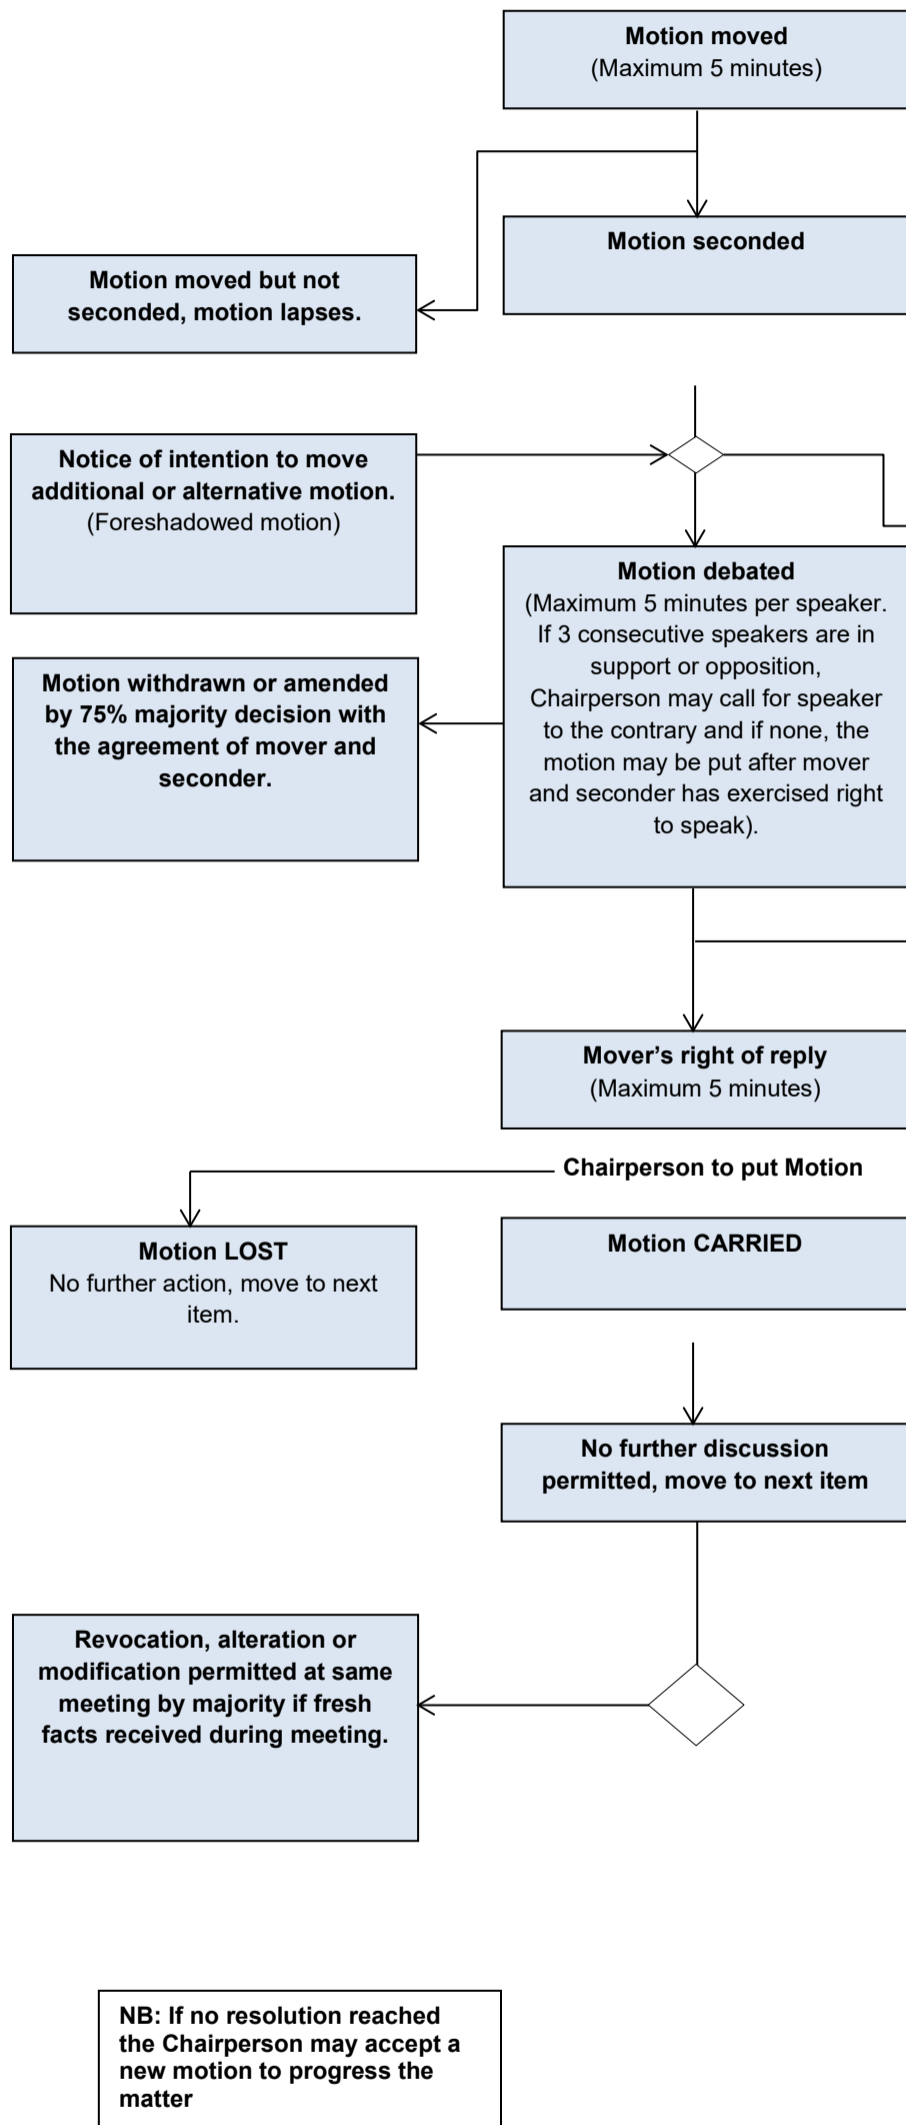 Motion moved
(Maximum 5 minutes)
Motion seconded
Motion moved but not
seconded, motion lapses.
Notice of intention to move
additional or alternative motion.
(Foreshadowed motion)
Motion debated
(Maximum 5 minutes per speaker.
If 3 consecutive speakers are in
support or opposition,
Chairperson may call for speaker
to the contrary and if none, the
motion may be put after mover
and seconder has exercised right
to speak).
Motion withdrawn or amended
by 75% majority decision with
the agreement of mover and
seconder.
Mover’s right of reply
(Maximum 5 minutes)
Chairperson to put Motion
Motion LOST
No further action, move to next
item.
Motion CARRIED
No further discussion
permitted, move to next item
Revocation, alteration or
modification permitted at same
meeting by majority if fresh
facts received during meeting.
NB: If no resolution reached
the Chairperson may accept a
new motion to progress the
matter